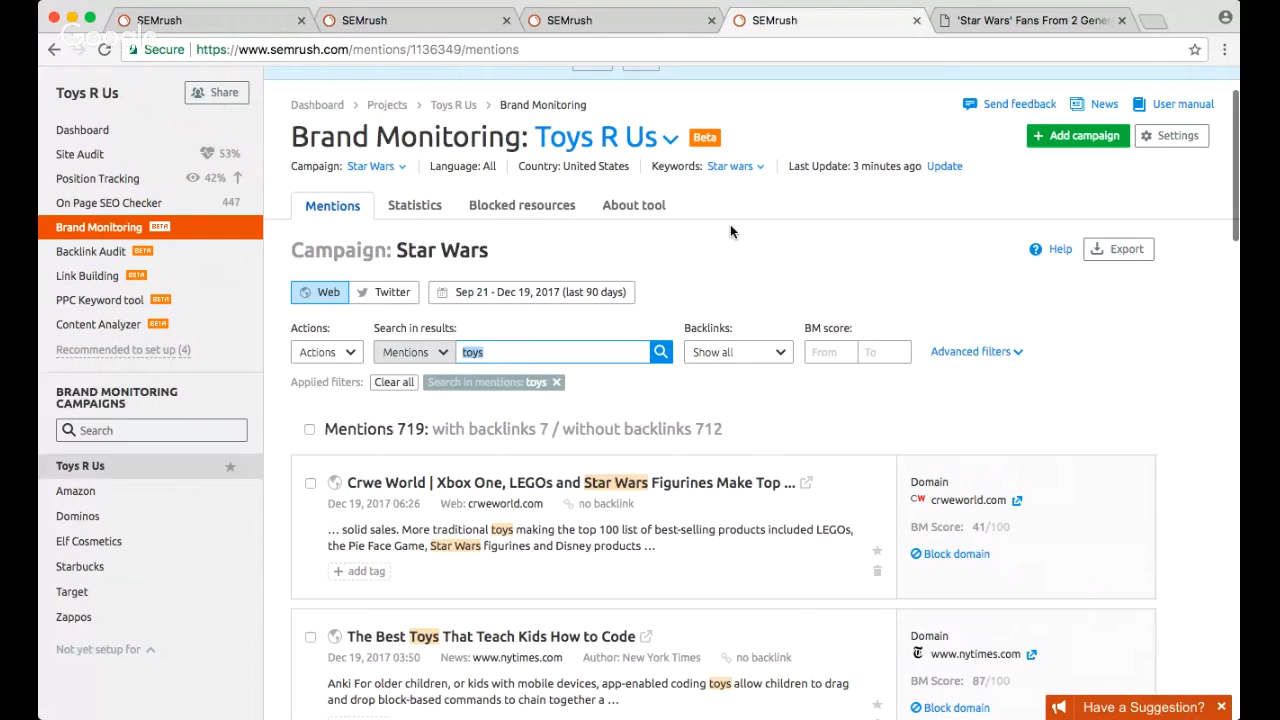 SEMrush
SEMrush
SEMrush
SEMrush
'Star Wars' Fans From 2 Gener
Google
Secure
https://www.semrush.com/mentions/1136349/mentions
Toys R Us
Share
Dashboard
Site Audit 53%
Position Tracking 42%
On Page SEO Checker 447
Brand Monitoring BETA
Backlink Audit BETA
Link Building BETA
PPC Keyword tool BETA
Content Analyzer BETA
Recommended to set up (4)
BRAND MONITORING
CAMPAIGNS
Search
Toys R Us
Amazon
Dominos
Elf Cosmetics
Starbucks
Target
Zappos
Not yet setup for
Dashboard > Projects > Toys R Us > Brand Monitoring
Send feedback News User manual
Brand Monitoring: Toys R Us Beta
+ Add campaign Settings
Campaign: Star Wars Language: All Country: United States Keywords: Star wars Last Update: 3 minutes ago Update
Mentions Statistics Blocked resources About tool
Campaign: Star Wars
Help Export
Web Twitter Sep 21 - Dec 19, 2017 (last 90 days)
Actions: Search in results: Backlinks: BM score:
Actions Mentions toys Show all From To Advanced filters
Applied filters: Clear all Search in mentions: toys ×
Mentions 719: with backlinks 7 / without backlinks 712
Crwe World | Xbox One, LEGOs and Star Wars Figurines Make Top ...
Dec 19, 2017 06:26 Web: crweworld.com no backlink
... solid sales. More traditional toys making the top 100 list of best-selling products included LEGOs,
the Pie Face Game, Star Wars figurines and Disney products ...
+ add tag
Domain
CW crweworld.com
BM Score: 41/100
Block domain
The Best Toys That Teach Kids How to Code
Dec 19, 2017 03:50 News: www.nytimes.com Author: New York Times no backlink
Anki For older children, or kids with mobile devices, app-enabled coding toys allow children to drag
and drop block-based commands to chain together a ...
Domain
www.nytimes.com
BM Score: 87/100
Block domain
Have a Suggestion? ×